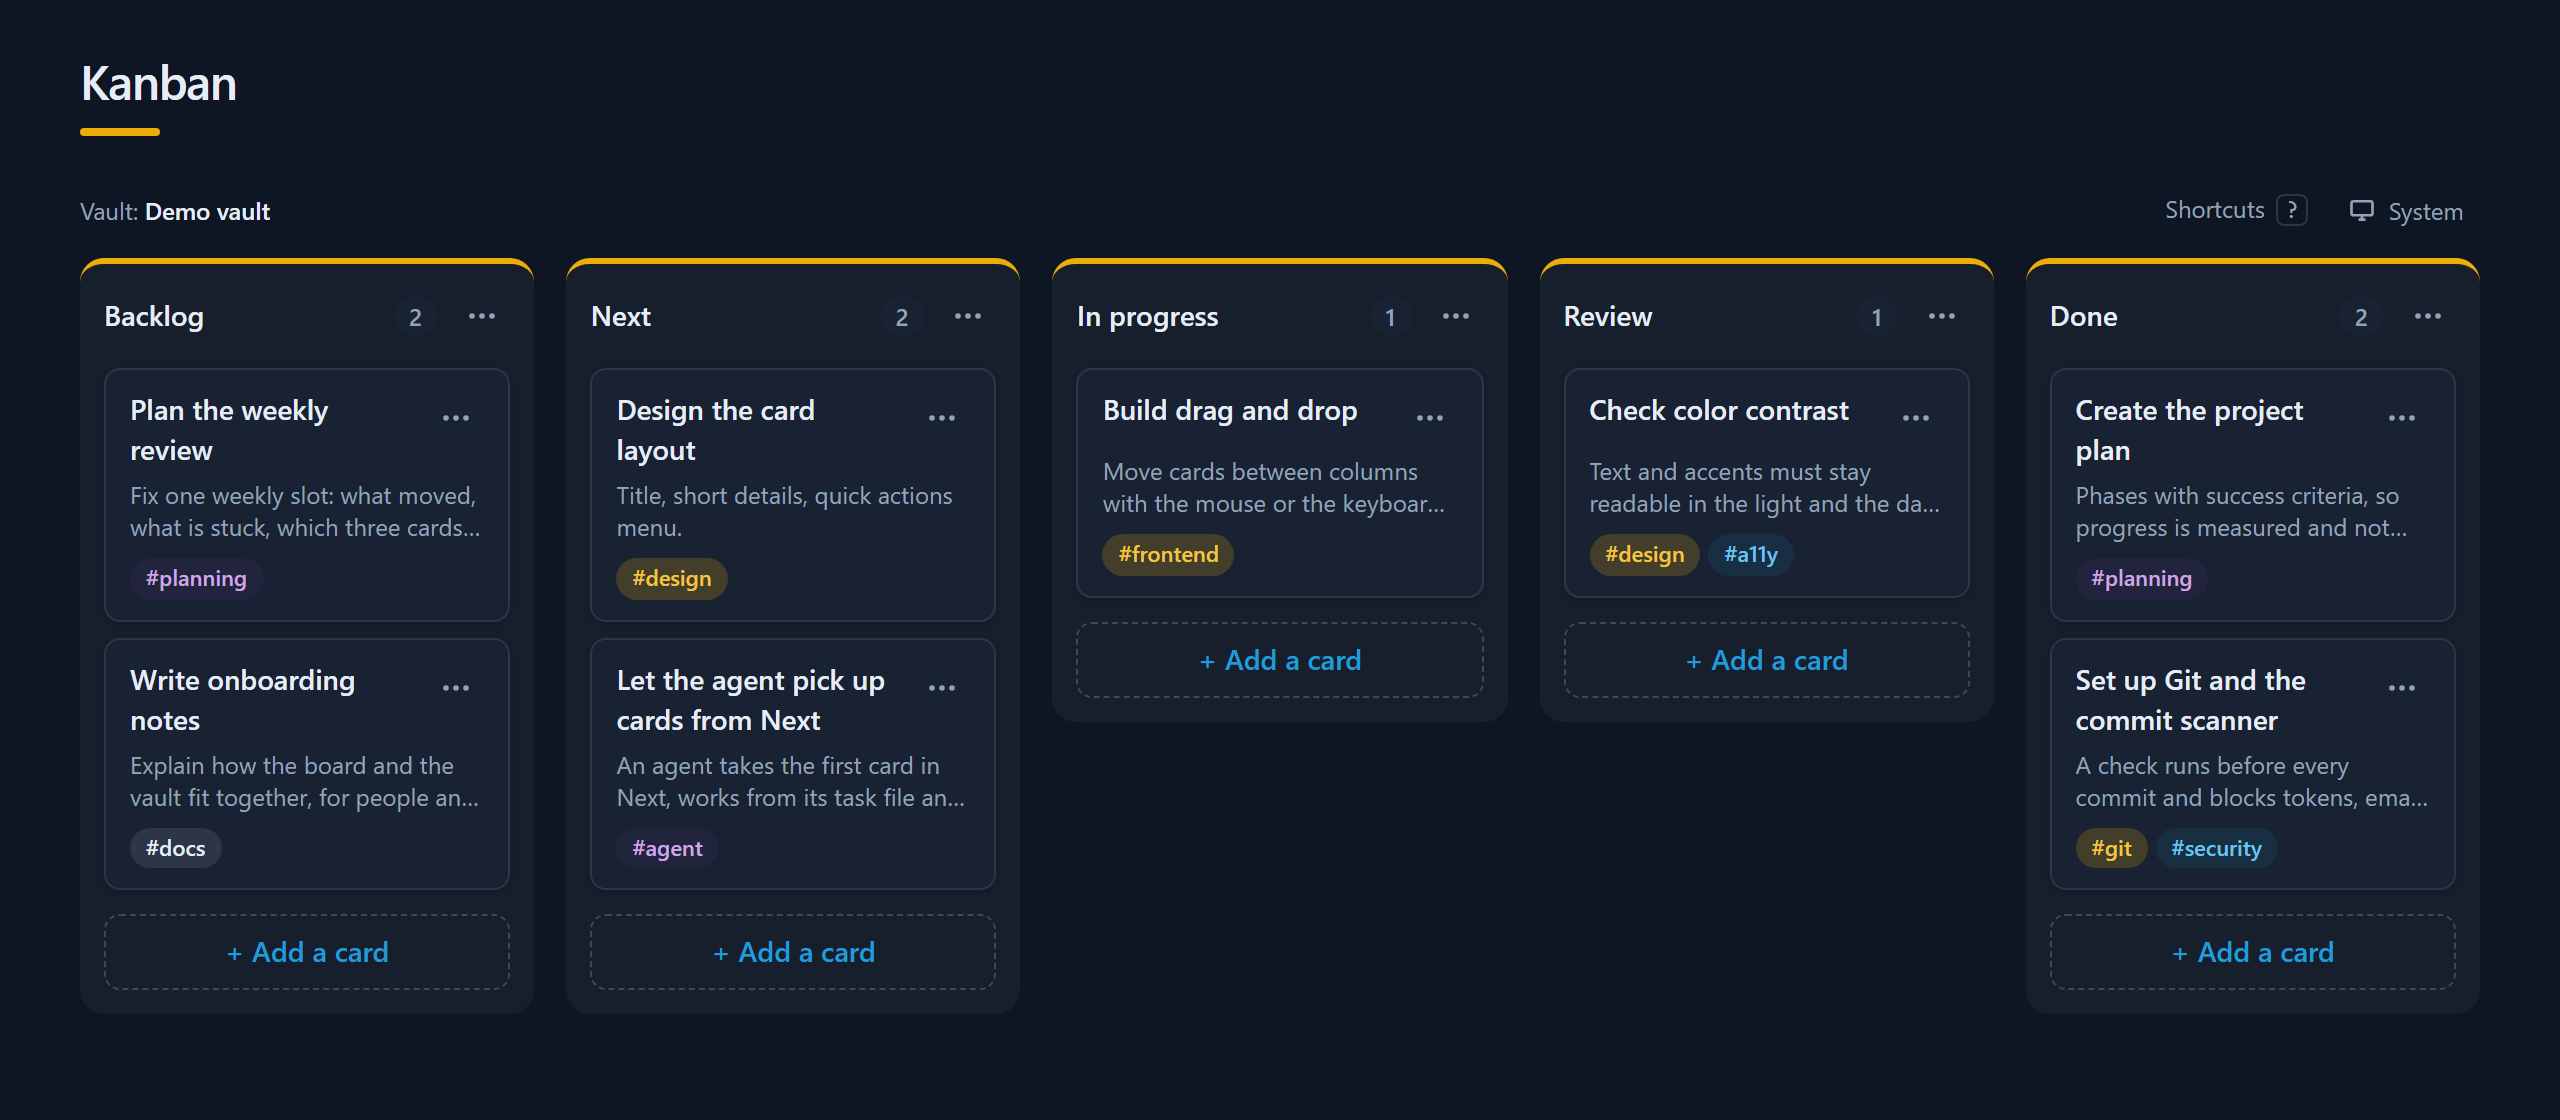 Kanban
Vault: Demo vault
Shortcuts ?
System
Backlog 2
Plan the weekly
review
Fix one weekly slot: what moved,
what is stuck, which three cards...
#planning
Write onboarding
notes
Explain how the board and the
vault fit together, for people an...
#docs
+ Add a card
Next 2
Design the card
layout
Title, short details, quick actions
menu.
#design
Let the agent pick up
cards from Next
An agent takes the first card in
Next, works from its task file an...
#agent
+ Add a card
In progress 1
Build drag and drop
Move cards between columns
with the mouse or the keyboar...
#frontend
+ Add a card
Review 1
Check color contrast
Text and accents must stay
readable in the light and the da...
#design #a11y
+ Add a card
Done 2
Create the project
plan
Phases with success criteria, so
progress is measured and not...
#planning
Set up Git and the
commit scanner
A check runs before every
commit and blocks tokens, ema...
#git #security
+ Add a card